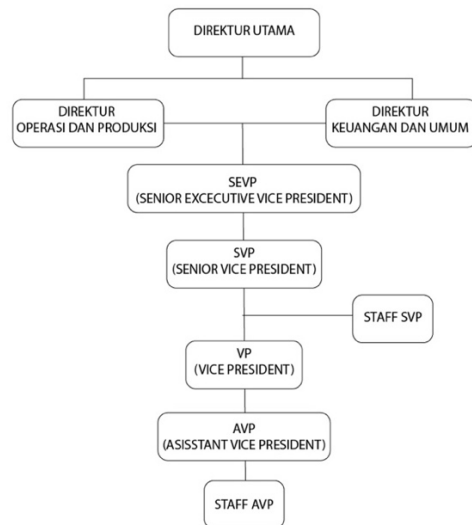 DIREKTUR UTAMA
DIREKTUR
OPERASI DAN PRODUKSI
DIREKTUR
KEUANGAN DAN UMUM
SEVP
(SENIOR EXCECUTIVE VICE PRESIDENT)
SVP
(SENIOR VICE PRESIDENT)
STAFF SVP
VP
(VICE PRESIDENT)
AVP
(ASISSTANT VICE PRESIDENT)
STAFF AVP